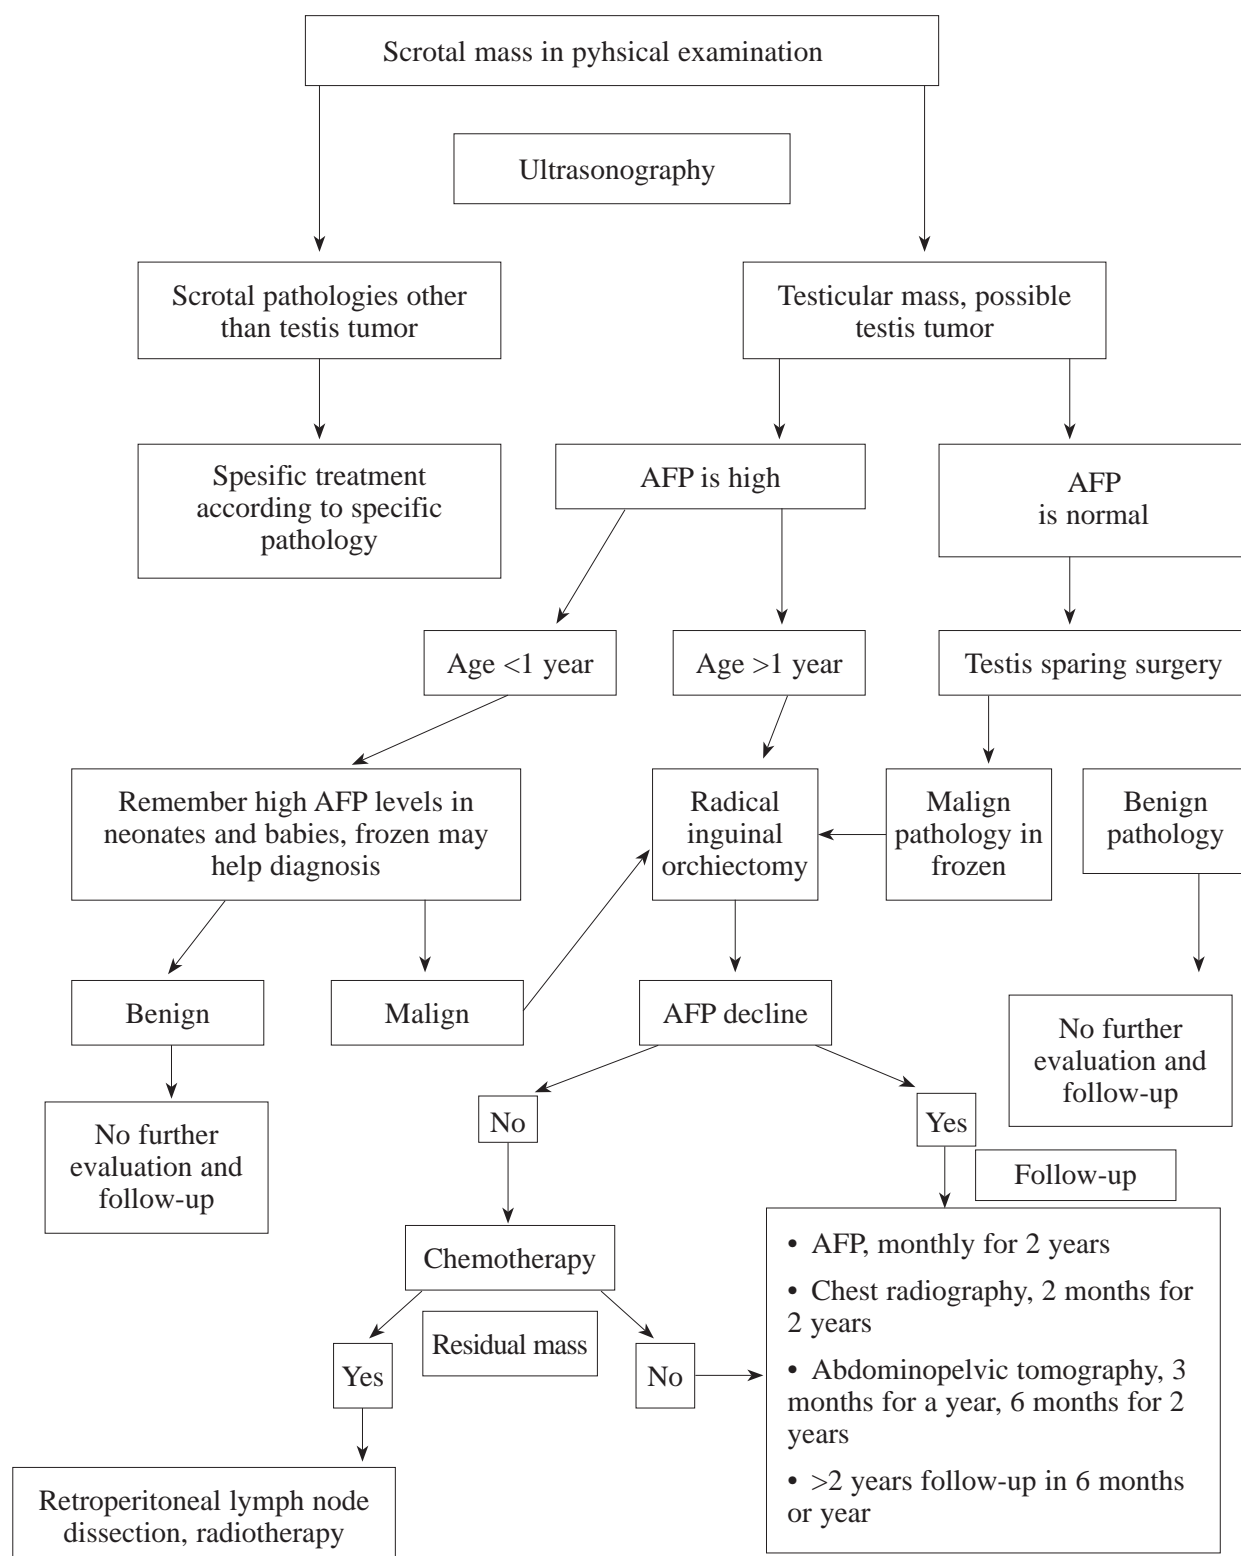 Scrotal mass in pyhsical examination
Ultrasonography
Scrotal pathologies other
than testis tumor
Testicular mass, possible
testis tumor
Spesific treatment
according to specific
pathology
AFP is high
AFP
is normal
Age <1 year
Age >1 year
Testis sparing surgery
Remember high AFP levels in
neonates and babies, frozen may
help diagnosis
Radical
inguinal
orchiectomy
Malign
pathology in
frozen
Benign
pathology
Benign
Malign
AFP decline
No further
evaluation and
follow-up
No further
evaluation and
follow-up
No
Yes
Follow-up
Chemotherapy
• AFP, monthly for 2 years
• Chest radiography, 2 months for
2 years
• Abdominopelvic tomography, 3
months for a year, 6 months for 2
years
• >2 years follow-up in 6 months
or year
Residual mass
Yes
No
Retroperitoneal lymph node
dissection, radiotherapy